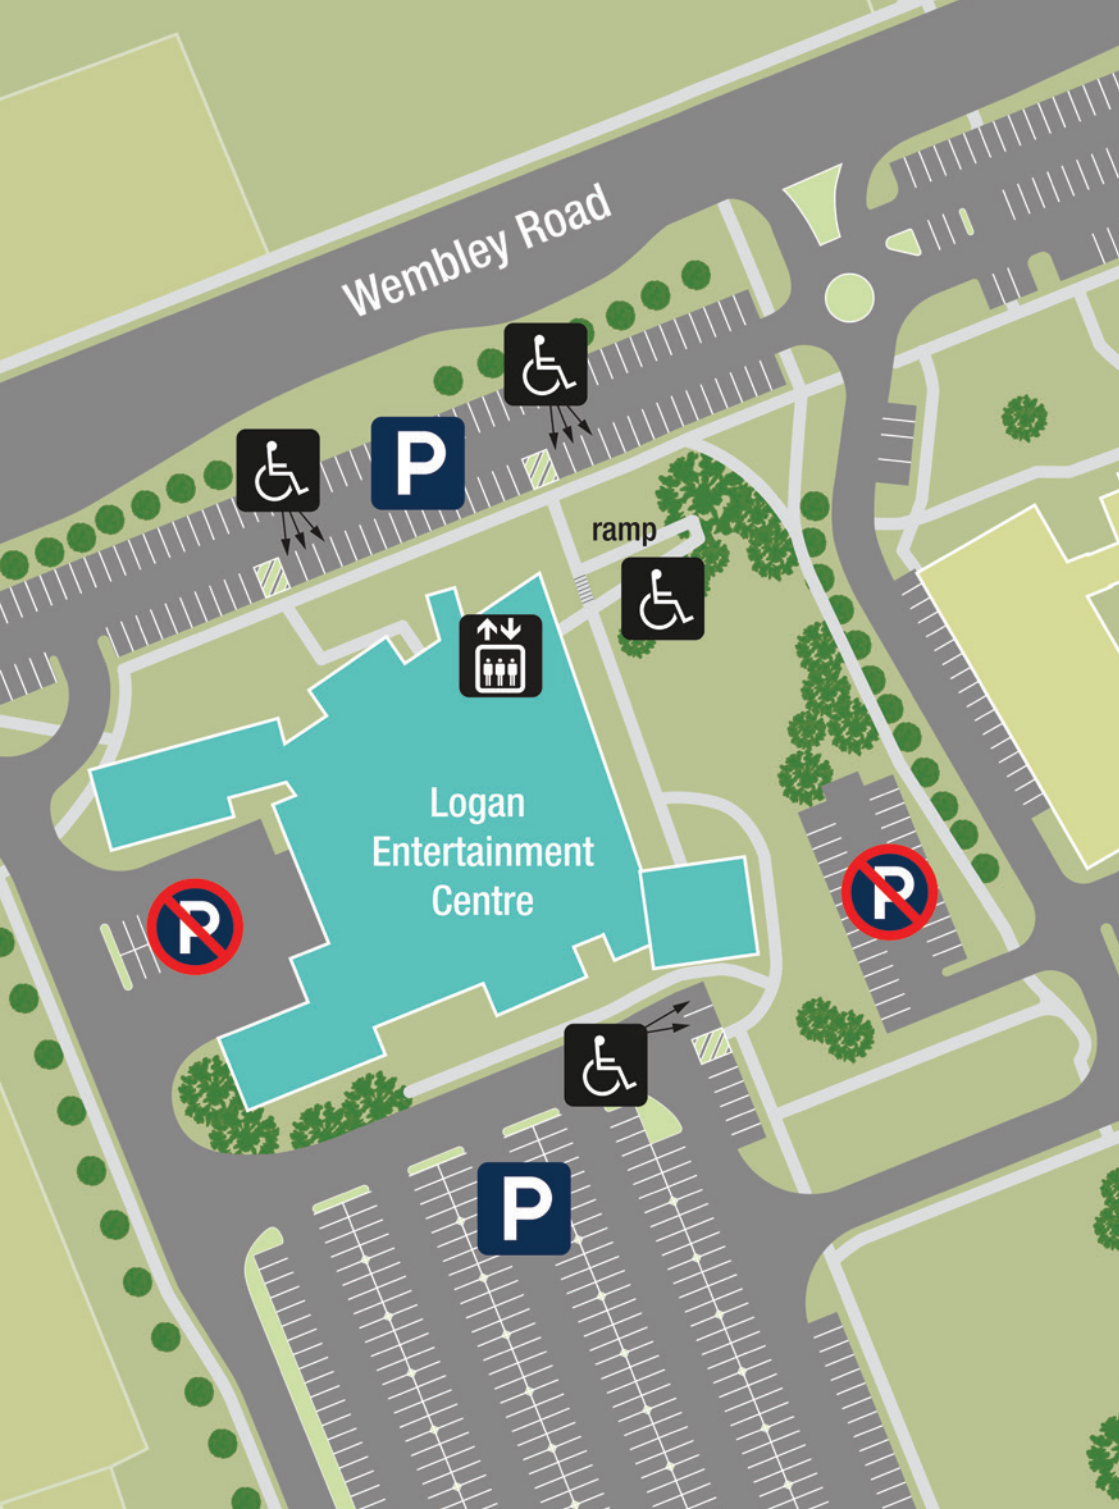 Wembley Road
P
ramp
Logan
Entertainment
Centre
P
P
P